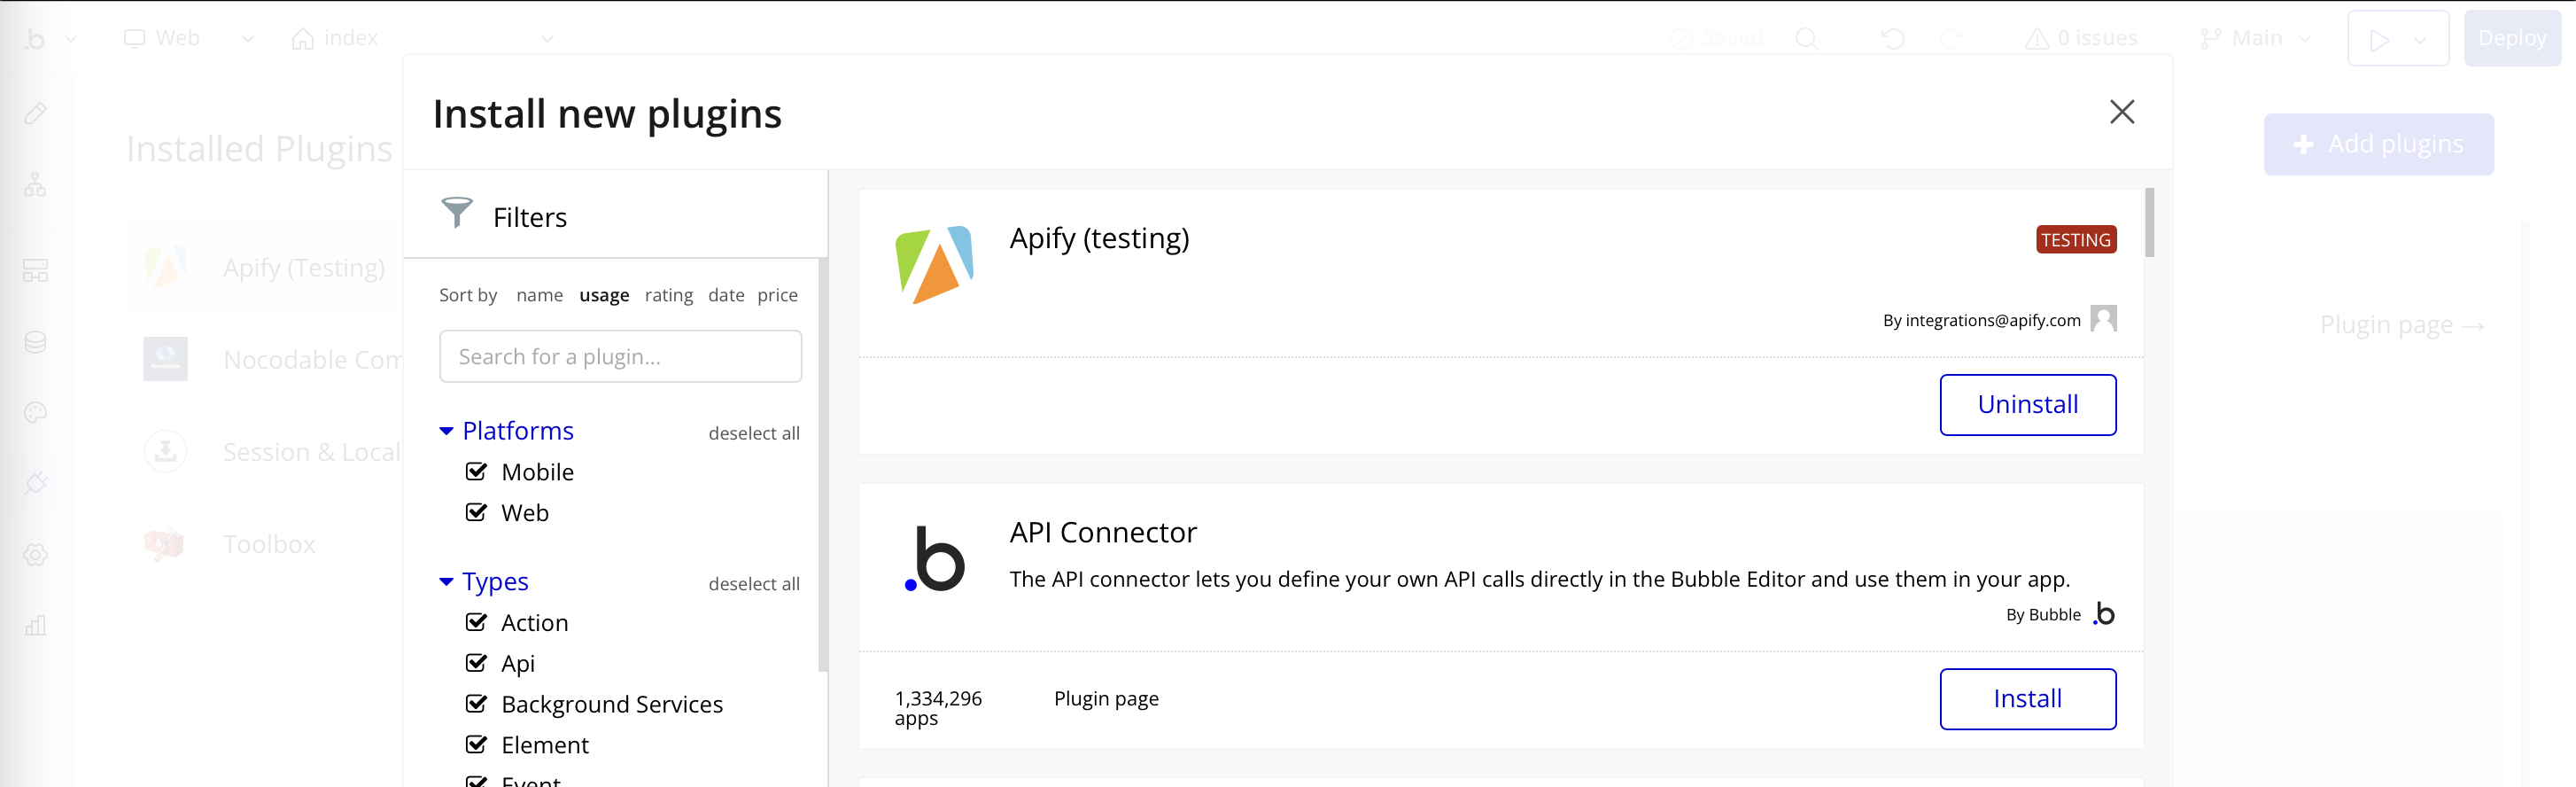 Web
index
Saved
0 issues
Main
Deploy
Installed Plugins
Add plugins
Apify (Testing)
Nocodable Com
Session & Local
Toolbox
Plugin page →
Install new plugins
Filters
Sort by name usage rating date price
Search for a plugin...
Platforms deselect all
Mobile
Web
Types deselect all
Action
Api
Background Services
Element
Event
Apify (testing)
TESTING
By integrations@apify.com
Uninstall
API Connector
The API connector lets you define your own API calls directly in the Bubble Editor and use them in your app.
By Bubble
1,334,296
apps
Plugin page
Install